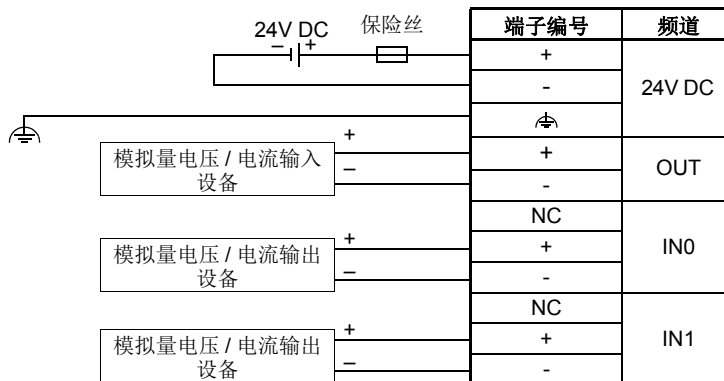 24V DC
保险丝
– +
端子编号 频道
+
-
24V DC
+
模拟量电压 / 电流输入
设备
–
+
-
OUT
NC
+
模拟量电压 / 电流输出
设备
–
+
-
IN0
NC
+
模拟量电压 / 电流输出
设备
–
+
-
IN1